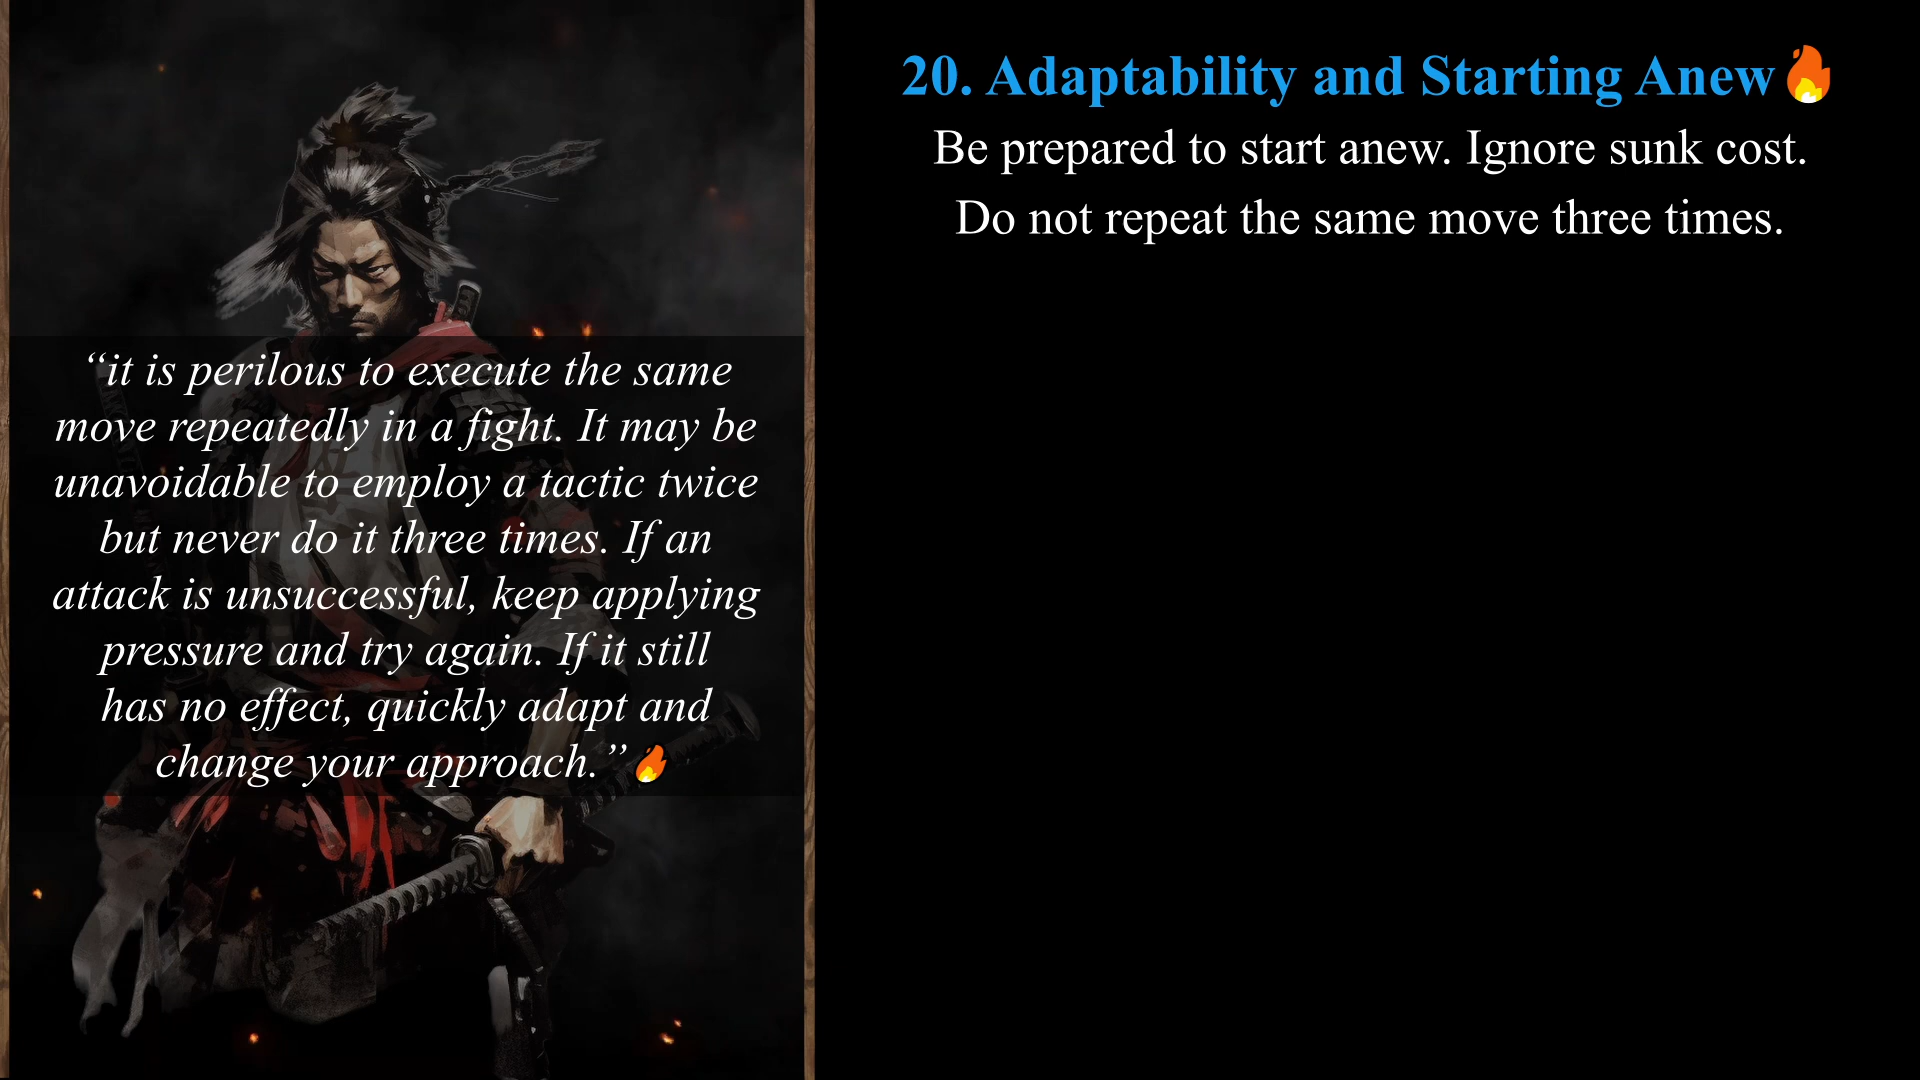 20. Adaptability and Starting Anew🔥
Be prepared to start anew. Ignore sunk cost.
Do not repeat the same move three times.
“it is perilous to execute the same
move repeatedly in a fight. It may be
unavoidable to employ a tactic twice
but never do it three times. If an
attack is unsuccessful, keep applying
pressure and try again. If it still
has no effect, quickly adapt and
change your approach.”🔥